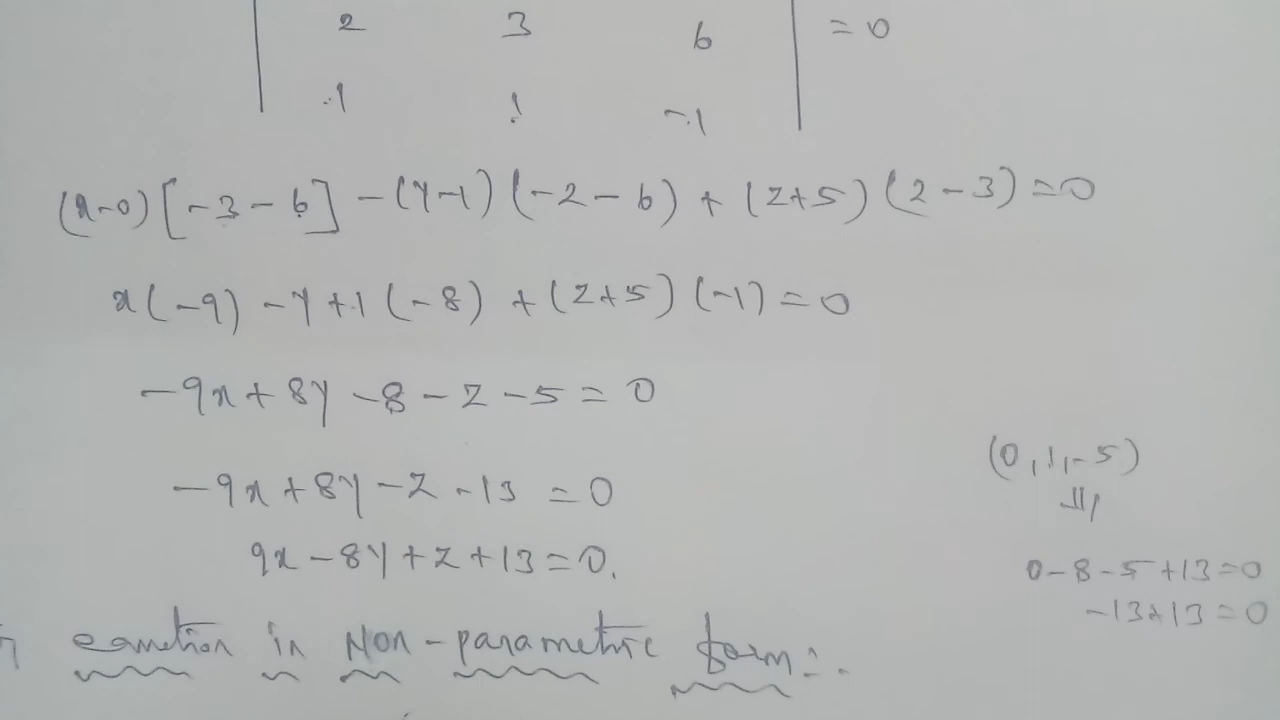 | 2 3 6 | = 0
1 1 -1
(x-0) [-3-6] - (y-1) (-2-6) + (z+5) (2-3) = 0
x(-9) - y+1 (-8) + (z+5) (-1) = 0
-9x + 8y - 8 - z - 5 = 0
-9x + 8y - z - 13 = 0
9x - 8y + z + 13 = 0.
(0, 1, -5)
0 - 8 - 5 + 13 = 0
-13 + 13 = 0
equation in Non-parametric form:-